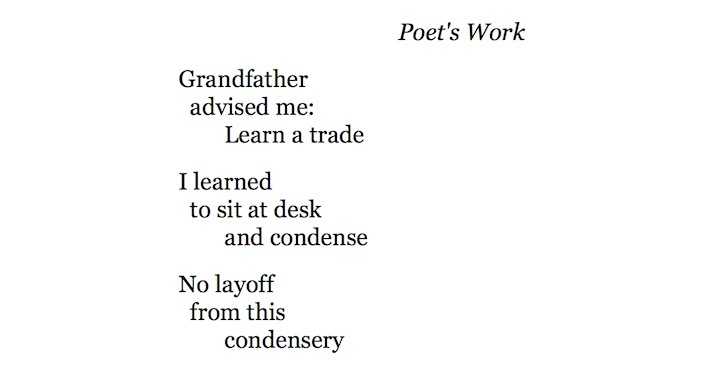 Poet's Work
Grandfather
advised me:
Learn a trade
I learned
to sit at desk
and condense
No layoff
from this
condensery